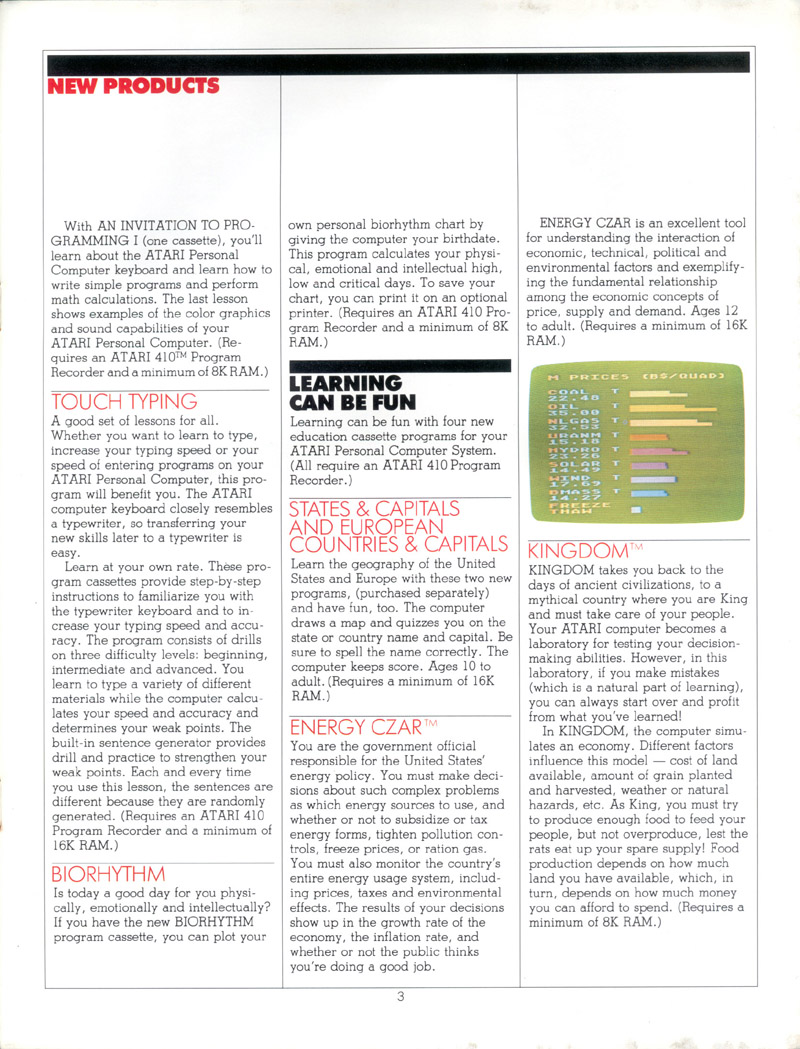 NEW PRODUCTS
With AN INVITATION TO PRO-
GRAMMING I (one cassette), you'll
learn about the ATARI Personal
Computer keyboard and learn how to
write simple programs and perform
math calculations. The last lesson
shows examples of the color graphics
and sound capabilities of your
ATARI Personal Computer. (Re-
quires an ATARI 410™ Program
Recorder and a minimum of 8K RAM.)
TOUCH TYPING
A good set of lessons for all.
Whether you want to learn to type,
increase your typing speed or your
speed of entering programs on your
ATARI Personal Computer, this pro-
gram will benefit you. The ATARI
computer keyboard closely resembles
a typewriter, so transferring your
new skills later to a typewriter is
easy.
Learn at your own rate. These pro-
gram cassettes provide step-by-step
instructions to familiarize you with
the typewriter keyboard and to in-
crease your typing speed and accu-
racy. The program consists of drills
on three difficulty levels: beginning,
intermediate and advanced. You
learn to type a variety of different
materials while the computer calcu-
lates your speed and accuracy and
determines your weak points. The
built-in sentence generator provides
drill and practice to strengthen your
weak points. Each and every time
you use this lesson, the sentences are
different because they are randomly
generated. (Requires an ATARI 410
Program Recorder and a minimum of
16K RAM.)
BIORHYTHM
Is today a good day for you physi-
cally, emotionally and intellectually?
If you have the new BIORHYTHM
program cassette, you can plot your
own personal biorhythm chart by
giving the computer your birthdate.
This program calculates your physi-
cal, emotional and intellectual high,
low and critical days. To save your
chart, you can print it on an optional
printer. (Requires an ATARI 410 Pro-
gram Recorder and a minimum of 8K
RAM.)
LEARNING
CAN BE FUN
Learning can be fun with four new
education cassette programs for your
ATARI Personal Computer System.
(All require an ATARI 410 Program
Recorder.)
STATES & CAPITALS
AND EUROPEAN
COUNTRIES & CAPITALS
Learn the geography of the United
States and Europe with these two new
programs, (purchased separately)
and have fun, too. The computer
draws a map and quizzes you on the
state or country name and capital. Be
sure to spell the name correctly. The
computer keeps score. Ages 10 to
adult. (Requires a minimum of 16K
RAM.)
ENERGY CZAR™
You are the government official
responsible for the United States'
energy policy. You must make deci-
sions about such complex problems
as which energy sources to use, and
whether or not to subsidize or tax
energy forms, tighten pollution con-
trols, freeze prices, or ration gas.
You must also monitor the country's
entire energy usage system, includ-
ing prices, taxes and environmental
effects. The results of your decisions
show up in the growth rate of the
economy, the inflation rate, and
whether or not the public thinks
you're doing a good job.
ENERGY CZAR is an excellent tool
for understanding the interaction of
economic, technical, political and
environmental factors and exemplify-
ing the fundamental relationship
among the economic concepts of
price, supply and demand. Ages 12
to adult. (Requires a minimum of 16K
RAM.)
M PRICES (B$/QUAD)
COAL T
22.48
OIL T
35.00
NLGAS T
32.53
URANM T
15.18
HYDRO T
23.26
SOLAR T
14.49
WIND T
17.69
BMASS T
14.27
FREEZE
THAW
KINGDOM™
KINGDOM takes you back to the
days of ancient civilizations, to a
mythical country where you are King
and must take care of your people.
Your ATARI computer becomes a
laboratory for testing your decision-
making abilities. However, in this
laboratory, if you make mistakes
(which is a natural part of learning),
you can always start over and profit
from what you've learned!
In KINGDOM, the computer simu-
lates an economy. Different factors
influence this model — cost of land
available, amount of grain planted
and harvested, weather or natural
hazards, etc. As King, you must try
to produce enough food to feed your
people, but not overproduce, lest the
rats eat up your spare supply! Food
production depends on how much
land you have available, which, in
turn, depends on how much money
you can afford to spend. (Requires a
minimum of 8K RAM.)
3